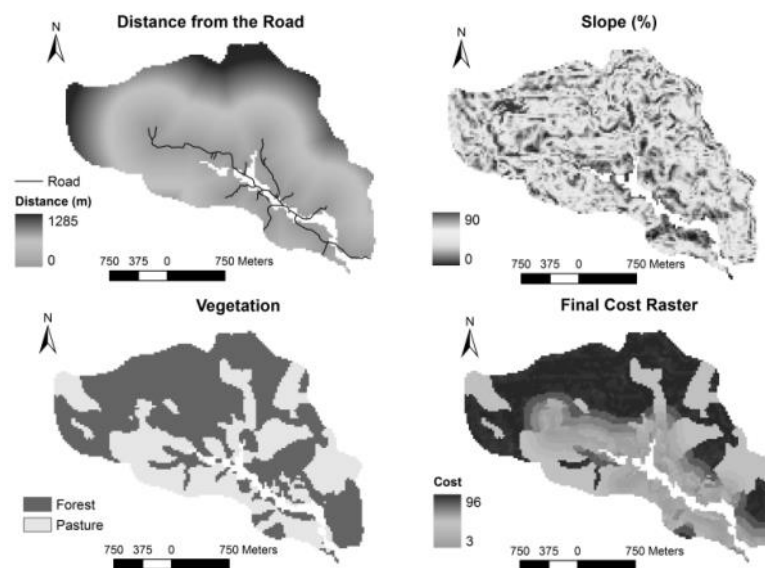 Distance from the Road
N
Road
Distance (m)
1285
0
750 375 0 750 Meters
Slope (%)
N
90
0
750 375 0 750 Meters
Vegetation
N
Forest
Pasture
750 375 0 750 Meters
Final Cost Raster
N
Cost
96
3
750 375 0 750 Meters